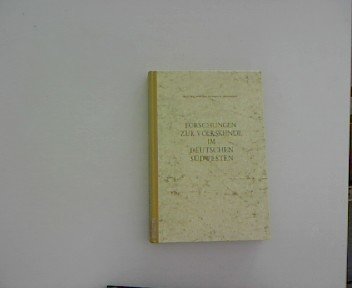 FORSCHUNGEN
ZUR VOLKSKUNDE
IM
DEUTSCHEN
SÜDWESTEN